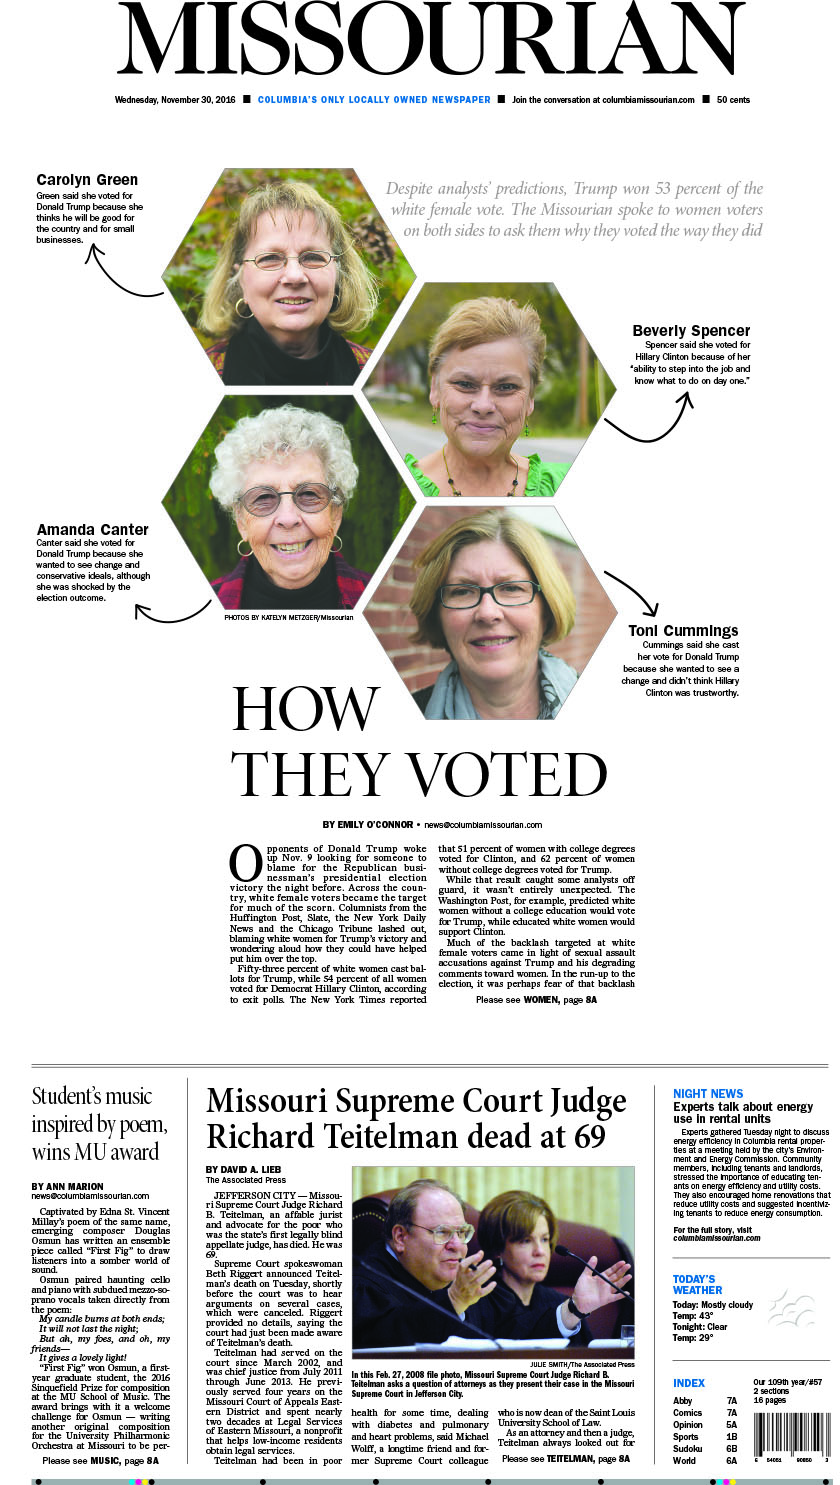 MISSOURIAN
Wednesday, November 30, 2016 ■ COLUMBIA'S ONLY LOCALLY OWNED NEWSPAPER ■ Join the conversation at columbiamissourian.com ■ 50 cents
Despite analysts' predictions, Trump won 53 percent of the
white female vote. The Missourian spoke to women voters
on both sides to ask them why they voted the way they did
Carolyn Green
Green said she voted for
Donald Trump because she
thinks he will be good for
the country and for small
businesses.
Beverly Spencer
Spencer said she voted for
Hillary Clinton because of her
"ability to step into the job and
know what to do on day one."
Amanda Canter
Canter said she voted for
Donald Trump because she
wanted to see change and
conservative ideals, although
she was shocked by the
election outcome.
PHOTOS BY KATELYN METZGER/Missourian
Toni Cummings
Cummings said she cast
her vote for Donald Trump
because she wanted to see a
change and didn't think Hillary
Clinton was trustworthy.
HOW
THEY VOTED
BY EMILY O'CONNOR • news@columbiamissourian.com
Opponents of Donald Trump woke
up Nov. 9 looking for someone to
blame for the Republican busi-
nessman's presidential election
victory the night before. Across the coun-
try, white female voters became the target
for much of the scorn. Columnists from the
Huffington Post, Slate, the New York Daily
News and the Chicago Tribune lashed out,
blaming white women for Trump's victory and
wondering aloud how they could have helped
put him over the top.
Fifty-three percent of white women cast bal-
lots for Trump, while 54 percent of all women
voted for Democrat Hillary Clinton, according
to exit polls. The New York Times reported
that 51 percent of women with college degrees
voted for Clinton, and 62 percent of women
without college degrees voted for Trump.
While that result caught some analysts off
guard, it wasn't entirely unexpected. The
Washington Post, for example, predicted white
women without a college education would vote
for Trump, while educated white women would
support Clinton.
Much of the backlash targeted at white
female voters came in light of sexual assault
accusations against Trump and his degrading
comments toward women. In the run-up to the
election, it was perhaps fear of that backlash
Please see WOMEN, page 8A
Student's music
inspired by poem,
wins MU award
BY ANN MARION
news@columbiamissourian.com
Captivated by Edna St. Vincent
Millay's poem of the same name,
emerging composer Douglas
Osmun has written an ensemble
piece called "First Fig" to draw
listeners into a somber world of
sound.
Osmun paired haunting cello
and piano with subdued mezzo-so-
prano vocals taken directly from
the poem:
My candle burns at both ends;
It will not last the night;
But ah, my foes, and oh, my
friends—
It gives a lovely light!
"First Fig" won Osmun, a first-
year graduate student, the 2016
Sinquefield Prize for composition
at the MU School of Music. The
award brings with it a welcome
challenge for Osmun — writing
another original composition
for the University Philharmonic
Orchestra at Missouri to be per-
Please see MUSIC, page 8A
Missouri Supreme Court Judge
Richard Teitelman dead at 69
BY DAVID A. LIEB
The Associated Press
JEFFERSON CITY — Missou-
ri Supreme Court Judge Richard
B. Teitelman, an affable jurist
and advocate for the poor who
was the state's first legally blind
appellate judge, has died. He was
69.
Supreme Court spokeswoman
Beth Riggert announced Teitel-
man's death on Tuesday, shortly
before the court was to hear
arguments on several cases,
which were canceled. Riggert
provided no details, saying the
court had just been made aware
of Teitelman's death.
Teitelman had served on the
court since March 2002, and
was chief justice from July 2011
through June 2013. He previ-
ously served four years on the
Missouri Court of Appeals East-
ern District and spent nearly
two decades at Legal Services
of Eastern Missouri, a nonprofit
that helps low-income residents
obtain legal services.
Teitelman had been in poor
JULIE SMITH/The Associated Press
In this Feb. 27, 2008 file photo, Missouri Supreme Court Judge Richard B.
Teitelman asks a question of attorneys as they present their case in the Missouri
Supreme Court in Jefferson City.
health for some time, dealing
with diabetes and pulmonary
and heart problems, said Michael
Wolff, a longtime friend and for-
mer Supreme Court colleague
who is now dean of the Saint Louis
University School of Law.
As an attorney and then a judge,
Teitelman always looked out for
Please see TEITELMAN, page 8A
NIGHT NEWS
Experts talk about energy
use in rental units
Experts gathered Tuesday night to discuss
energy efficiency in Columbia rental proper-
ties at a meeting held by the city's Environ-
ment and Energy Commission. Community
members, including tenants and landlords,
stressed the importance of educating ten-
ants on energy efficiency and utility costs.
They also encouraged home renovations that
reduce utility costs and suggested incentiviz-
ing tenants to reduce energy consumption.
For the full story, visit
columbiamissourian.com
TODAY'S
WEATHER
Today: Mostly cloudy
Temp: 43°
Tonight: Clear
Temp: 29°
INDEX
Abby 7A
Comics 7A
Opinion 5A
Sports 1B
Sudoku 6B
World 6A
Our 109th year/#57
2 sections
16 pages
6 54051 90850 3